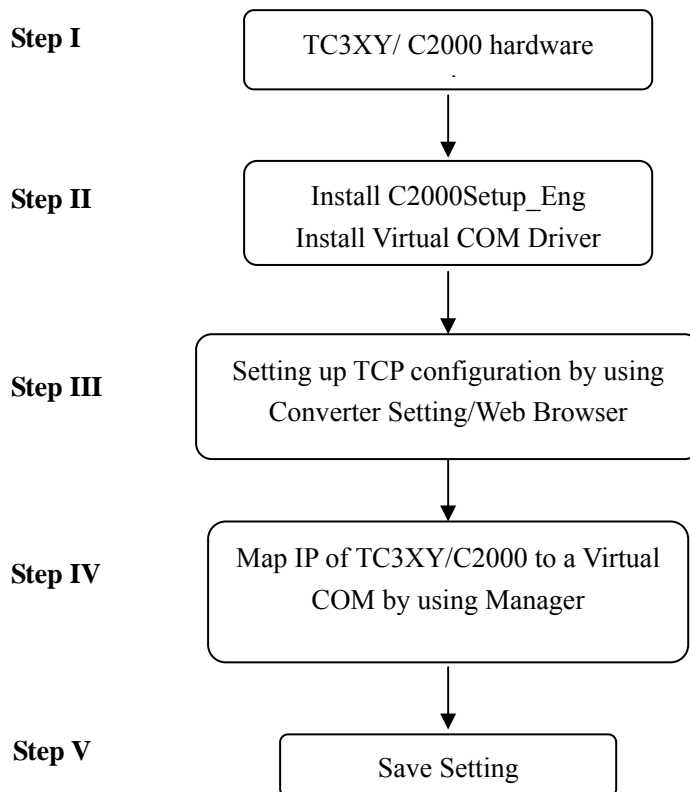 Step I
TC3XY/ C2000 hardware
Step II
Install C2000Setup_Eng
Install Virtual COM Driver
Step III
Setting up TCP configuration by using
Converter Setting/Web Browser
Step IV
Map IP of TC3XY/C2000 to a Virtual
COM by using Manager
Step V
Save Setting